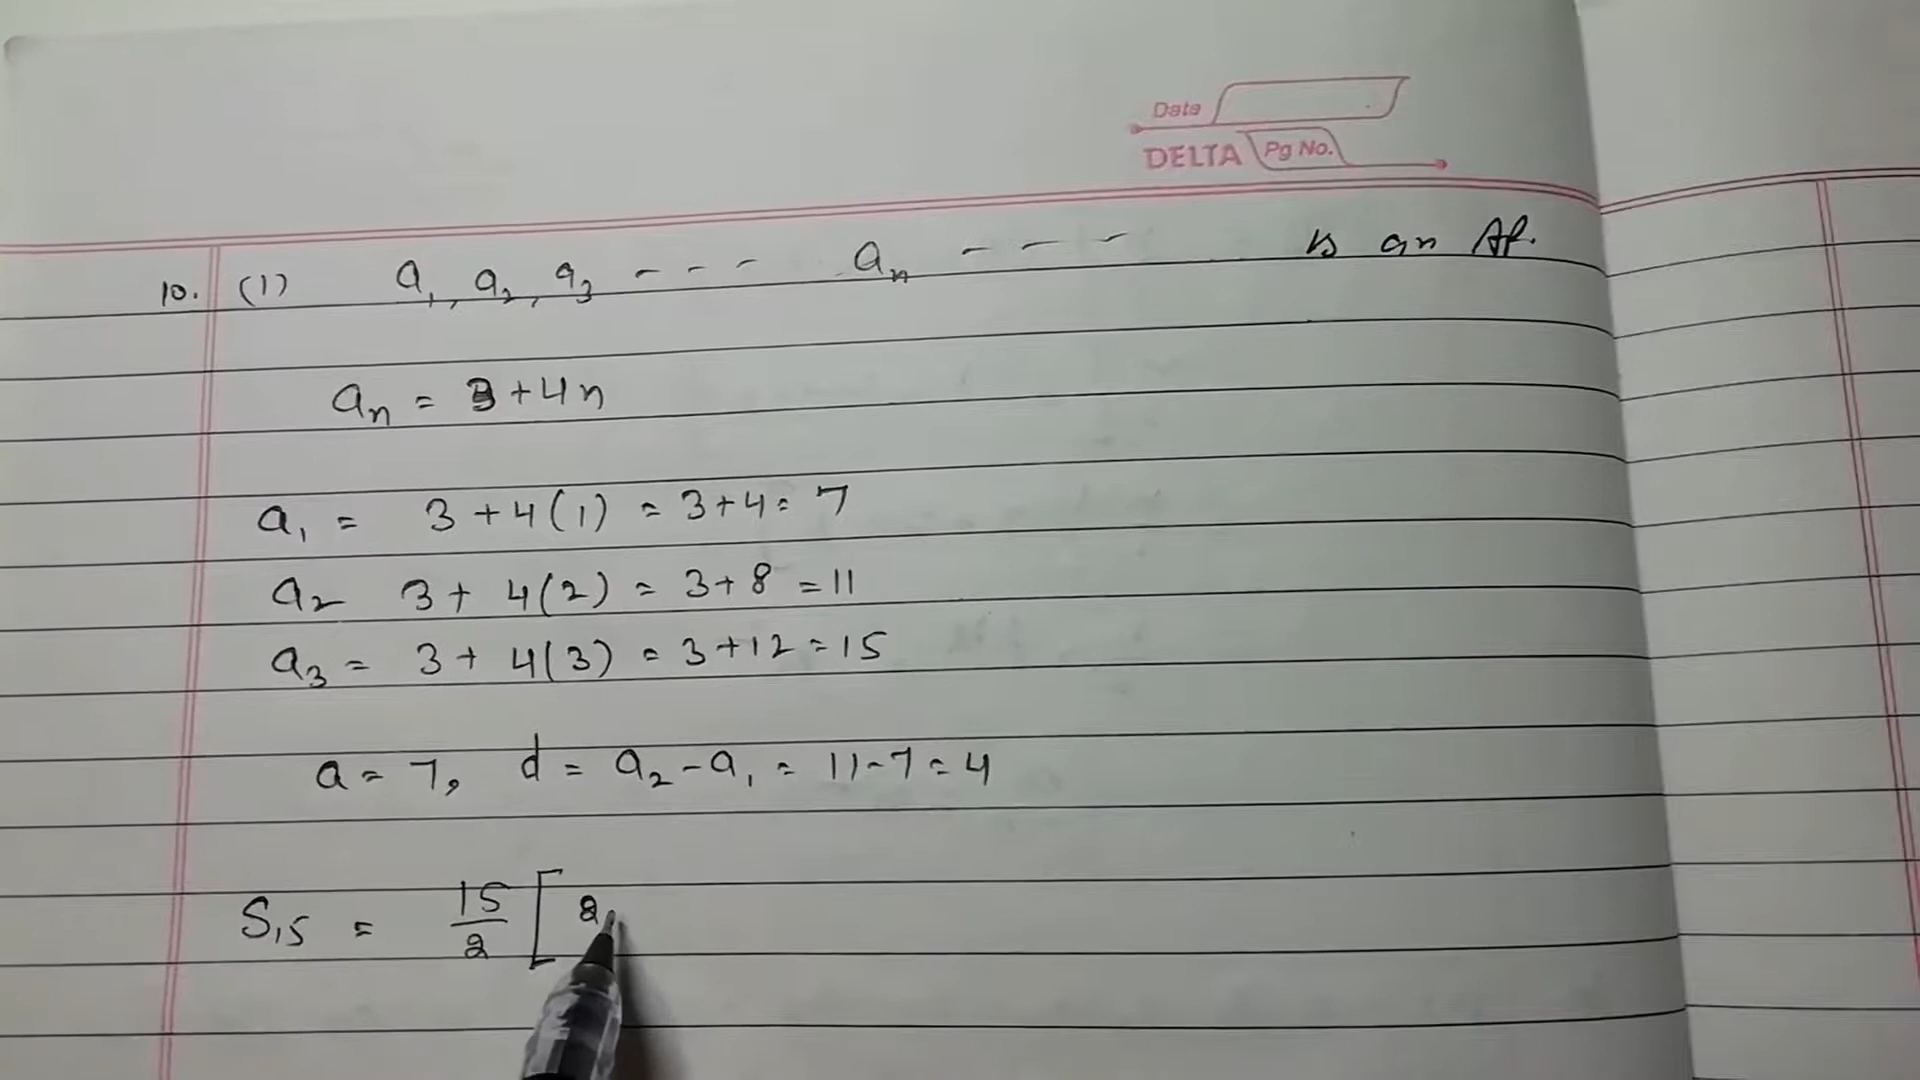 Date
DELTA Pg No.
10. (1) a₁, a₂, a₃ - - - aₙ - - - is an AP.
aₙ = 3+4n
a₁ = 3+4(1) = 3+4= 7
a₂ 3+ 4(2) = 3+8 =11
a₃ = 3+ 4(3) = 3+12=15
a= 7, d = a₂-a₁ = 11-7=4
S₁₅ = 15/2 [ 2